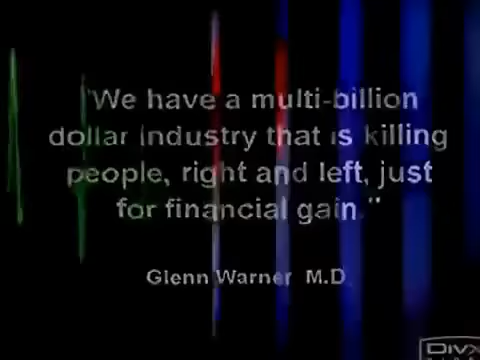 "We have a multi-billion
dollar industry that is killing
people, right and left, just
for financial gain."
Glenn Warner M.D.
DivX